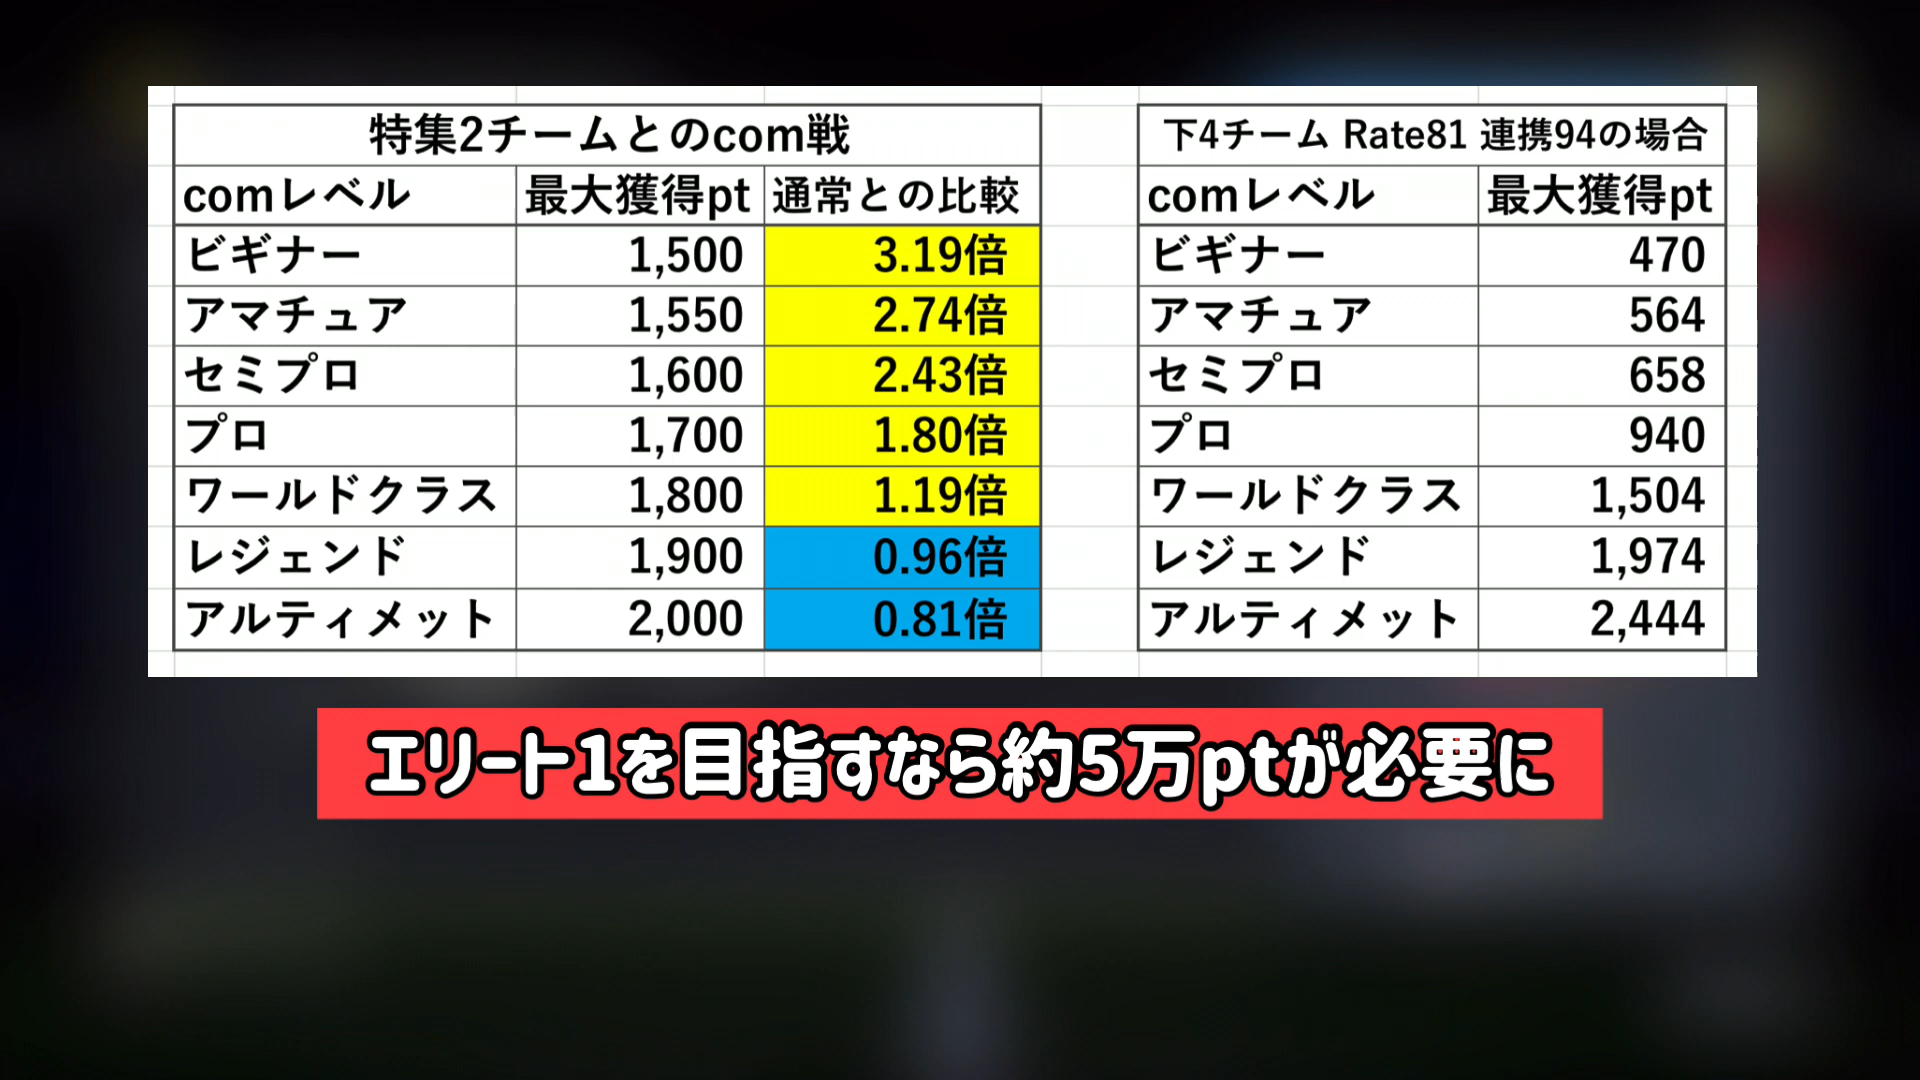 特集2チームとのcom戦
comレベル 最大獲得pt 通常との比較
ビギナー 1,500 3.19倍
アマチュア 1,550 2.74倍
セミプロ 1,600 2.43倍
プロ 1,700 1.80倍
ワールドクラス 1,800 1.19倍
レジェンド 1,900 0.96倍
アルティメット 2,000 0.81倍
下4チーム Rate81 連携94の場合
comレベル 最大獲得pt
ビギナー 470
アマチュア 564
セミプロ 658
プロ 940
ワールドクラス 1,504
レジェンド 1,974
アルティメット 2,444
エリート1を目指すなら約5万ptが必要に